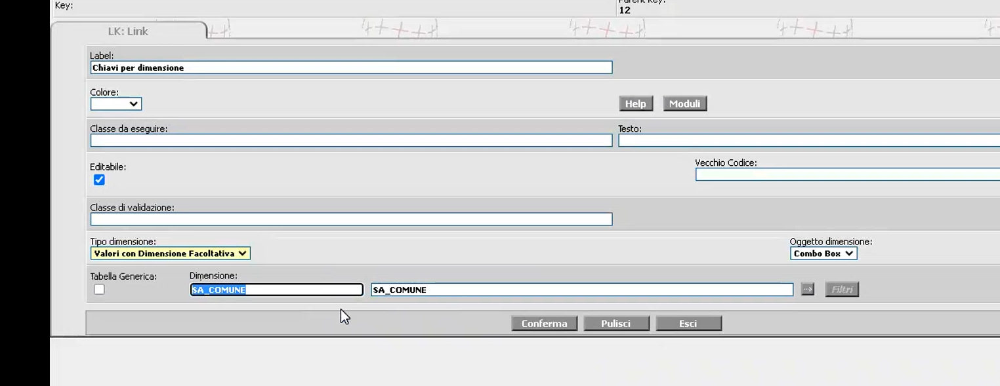 Key:
Parent Key:
12
LK: Link
Label:
Chiavi per dimensione
Colore:
Help Moduli
Classe da eseguire: Testo:
Editabile: Vecchio Codice:
Classe di validazione:
Tipo dimensione: Oggetto dimensione:
Valori con Dimensione Facoltativa Combo Box
Tabella Generica: Dimensione:
SA_COMUNE SA_COMUNE Filtri
Conferma Pulisci Esci